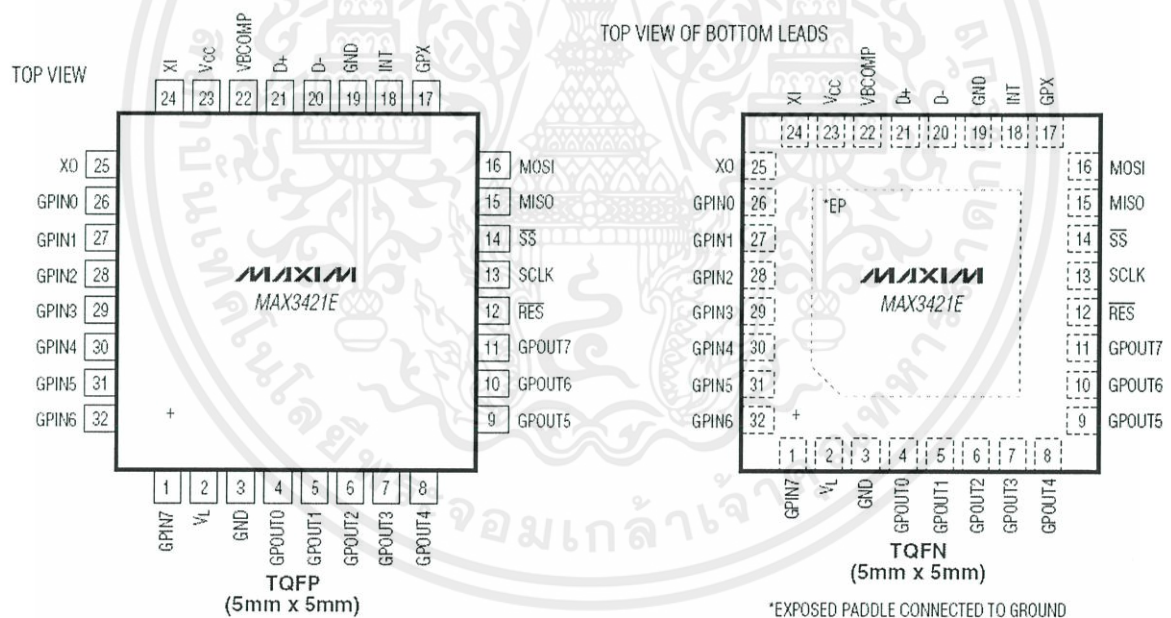 TOP VIEW
XI
VCC
VBCOMP
D+
D-
GND
INT
GPX
24 23 22 21 20 19 18 17
XO 25
GPIN0 26
GPIN1 27
GPIN2 28
GPIN3 29
GPIN4 30
GPIN5 31
GPIN6 32
16 MOSI
15 MISO
14 S̅S̅
13 SCLK
12 R̅E̅S̅
11 GPOUT7
10 GPOUT6
9 GPOUT5
MAXIM
MAX3421E
+
1 2 3 4 5 6 7 8
GPIN7
VL
GND
GPOUT0
GPOUT1
GPOUT2
GPOUT3
GPOUT4
TQFP
(5mm x 5mm)
TOP VIEW OF BOTTOM LEADS
XI
VCC
VBCOMP
D+
D-
GND
INT
GPX
24 23 22 21 20 19 18 17
XO 25
GPIN0 26
GPIN1 27
GPIN2 28
GPIN3 29
GPIN4 30
GPIN5 31
GPIN6 32
16 MOSI
15 MISO
14 S̅S̅
13 SCLK
12 R̅E̅S̅
11 GPOUT7
10 GPOUT6
9 GPOUT5
*EP
MAXIM
MAX3421E
+
1 2 3 4 5 6 7 8
GPIN7
VL
GND
GPOUT0
GPOUT1
GPOUT2
GPOUT3
GPOUT4
TQFN
(5mm x 5mm)
*EXPOSED PADDLE CONNECTED TO GROUND